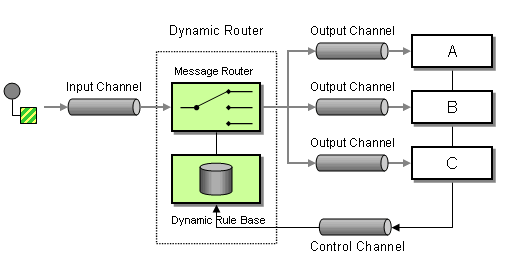 Dynamic Router
Output Channel
A
Input Channel
Message Router
Output Channel
B
Output Channel
C
Dynamic Rule Base
Control Channel